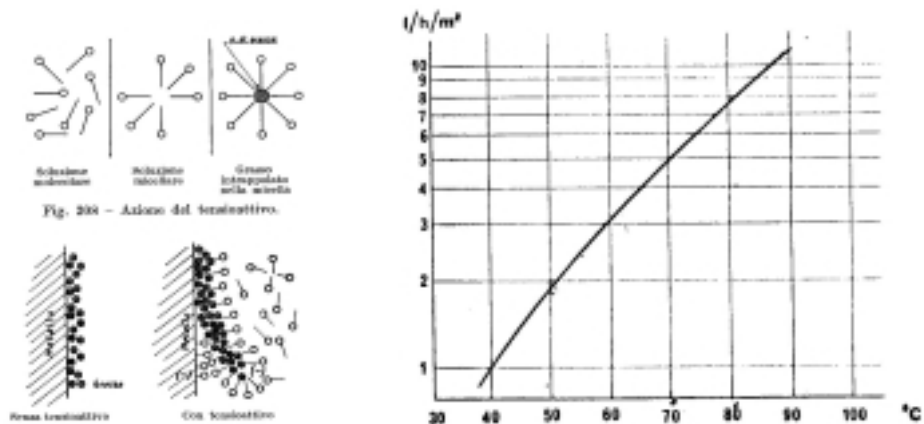 Soluzione
molecolare
Soluzione
micellare
Grasso
intrappolato
nella micella
Fig. 208 – Azione del tensioattivo.
Senza tensioattivo
Con tensioattivo
l/h/m²
10
9
8
7
6
5
4
3
2
1
30 40 50 60 70 80 90 100 °C